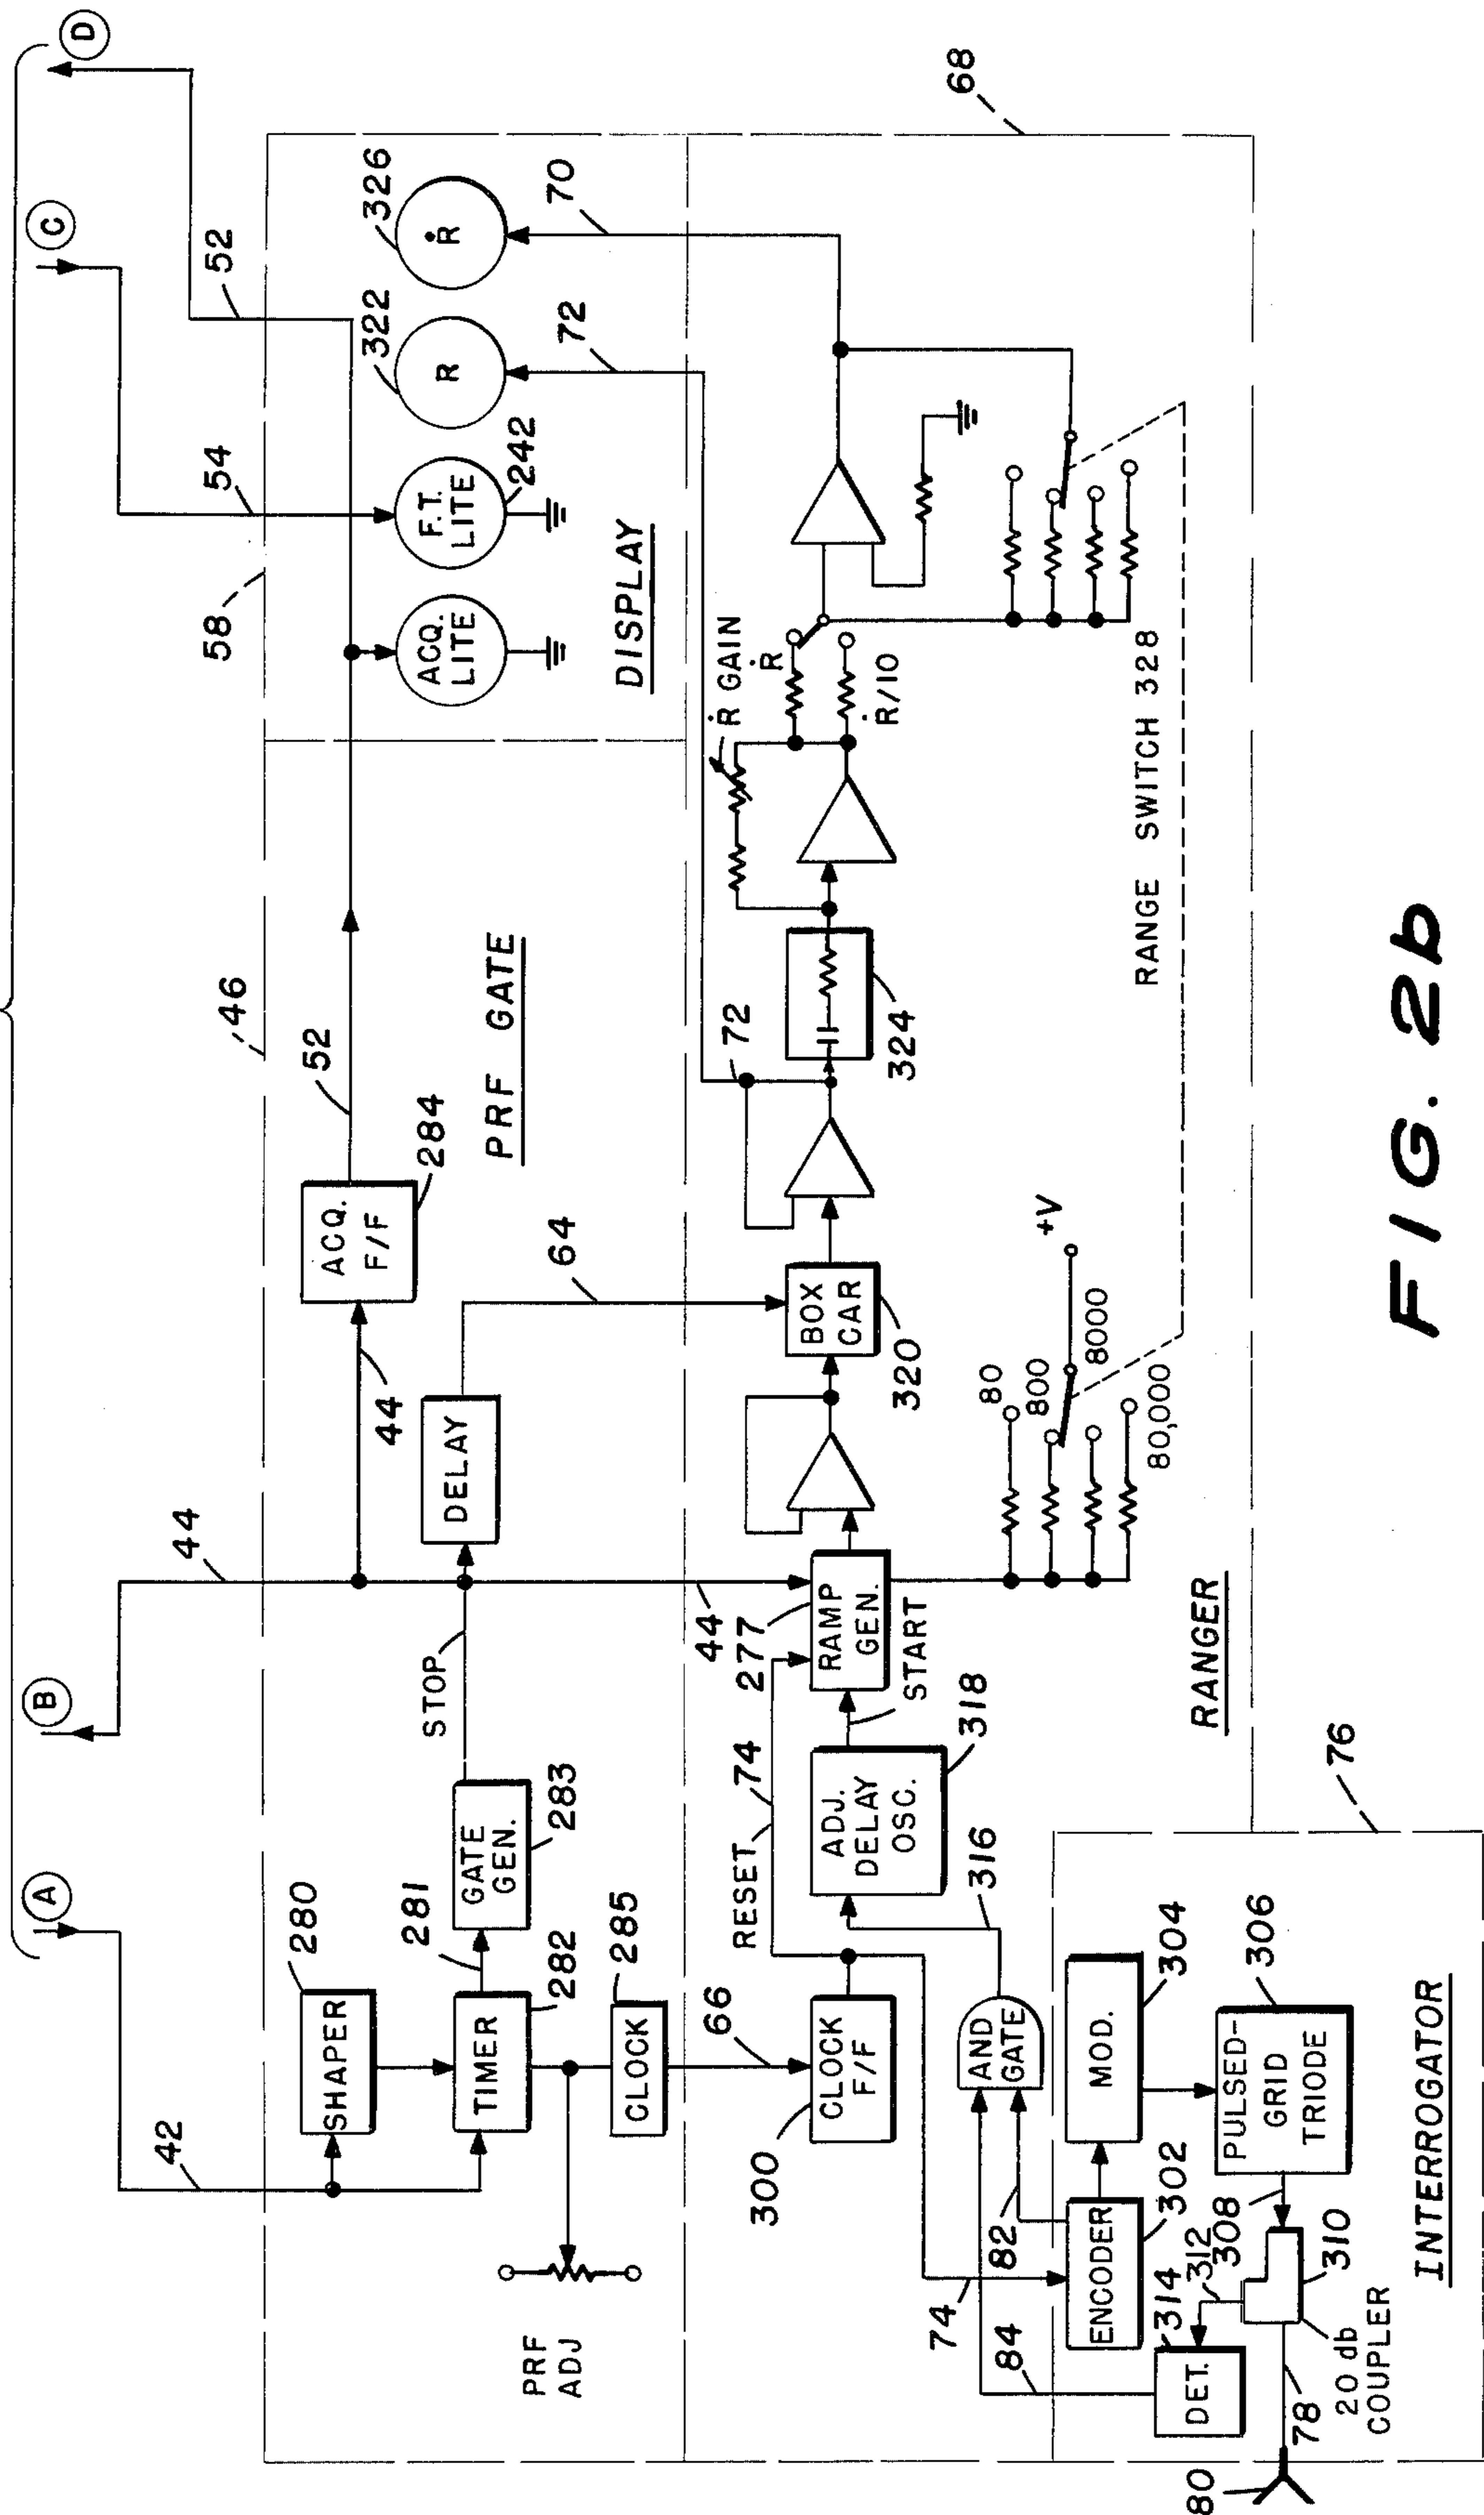 A
B
C
D
42
44
54
52
46
58
280
SHAPER
281
TIMER
282
GATE
GEN.
283
STOP
DELAY
44
ACQ.
F/F
284
52
PRF GATE
64
CLOCK
285
PRF
ADJ
66
ACQ.
LITE
F.T.
LITE
242
R
322
Ṙ
326
DISPLAY
72
70
68
300
CLOCK
F/F
RESET
74
ADJ.
DELAY
OSC.
318
START
44
277
RAMP
GEN.
BOX
CAR
320
72
324
Ṙ GAIN
Ṙ
Ṙ/10
80
800
8000
80,000
+V
RANGE SWITCH 328
RANGER
316
AND
GATE
74
84
82
ENCODER
302
MOD.
304
PULSED-
GRID
TRIODE
306
308
310
312
314
DET.
20 db
COUPLER
78
80
INTERROGATOR
76
FIG. 2b